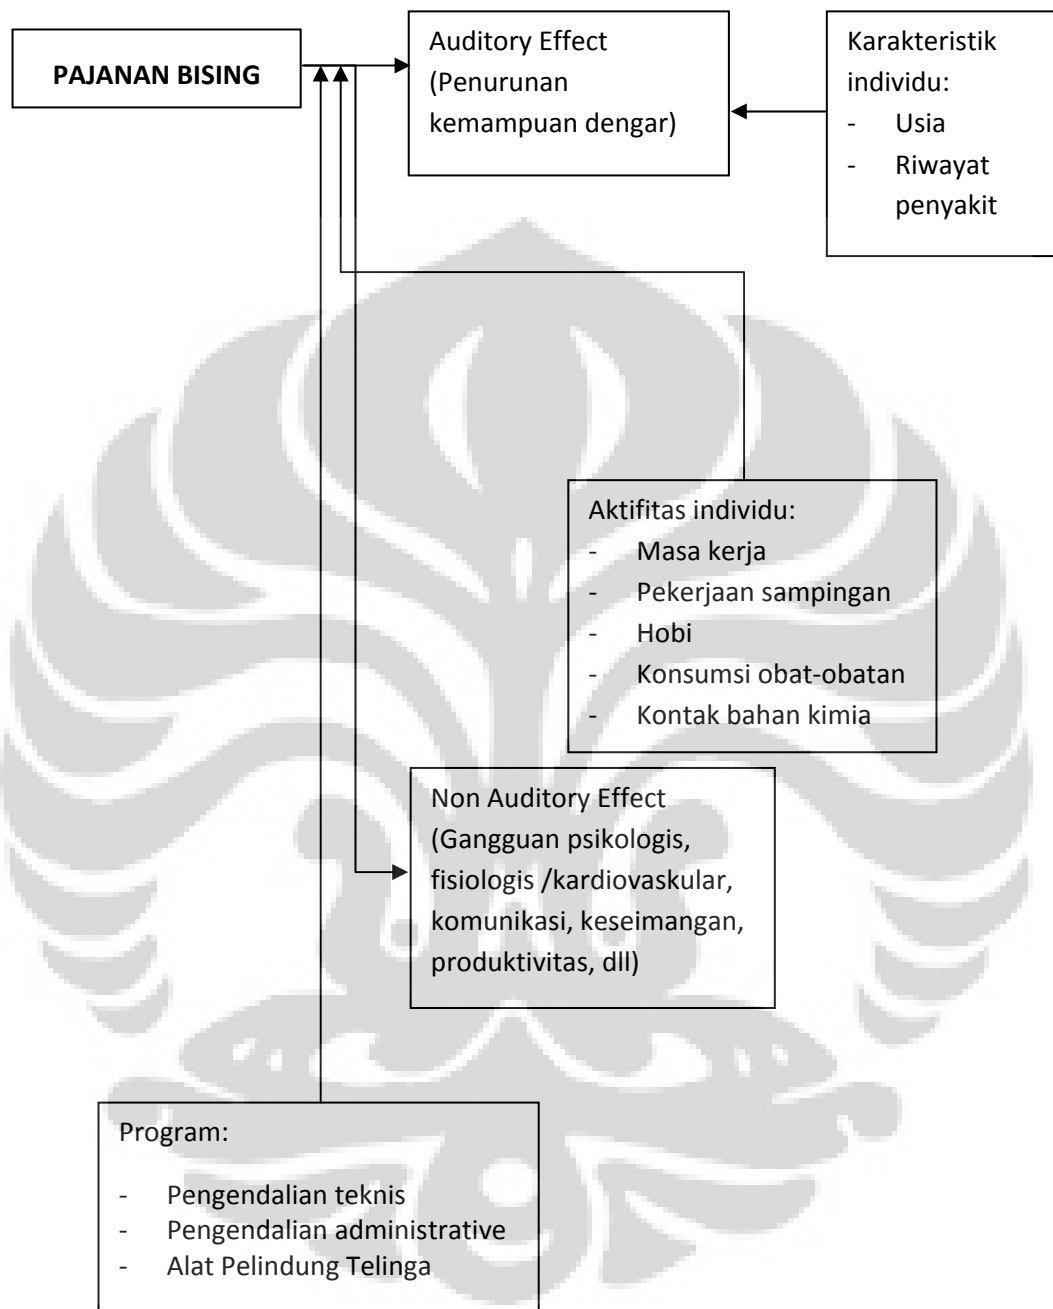 PAJANAN BISING
Auditory Effect
(Penurunan
kemampuan dengar)
Karakteristik
individu:
- Usia
- Riwayat
penyakit
Aktifitas individu:
- Masa kerja
- Pekerjaan sampingan
- Hobi
- Konsumsi obat-obatan
- Kontak bahan kimia
Non Auditory Effect
(Gangguan psikologis,
fisiologis /kardiovaskular,
komunikasi, keseimangan,
produktivitas, dll)
Program:
- Pengendalian teknis
- Pengendalian administrative
- Alat Pelindung Telinga